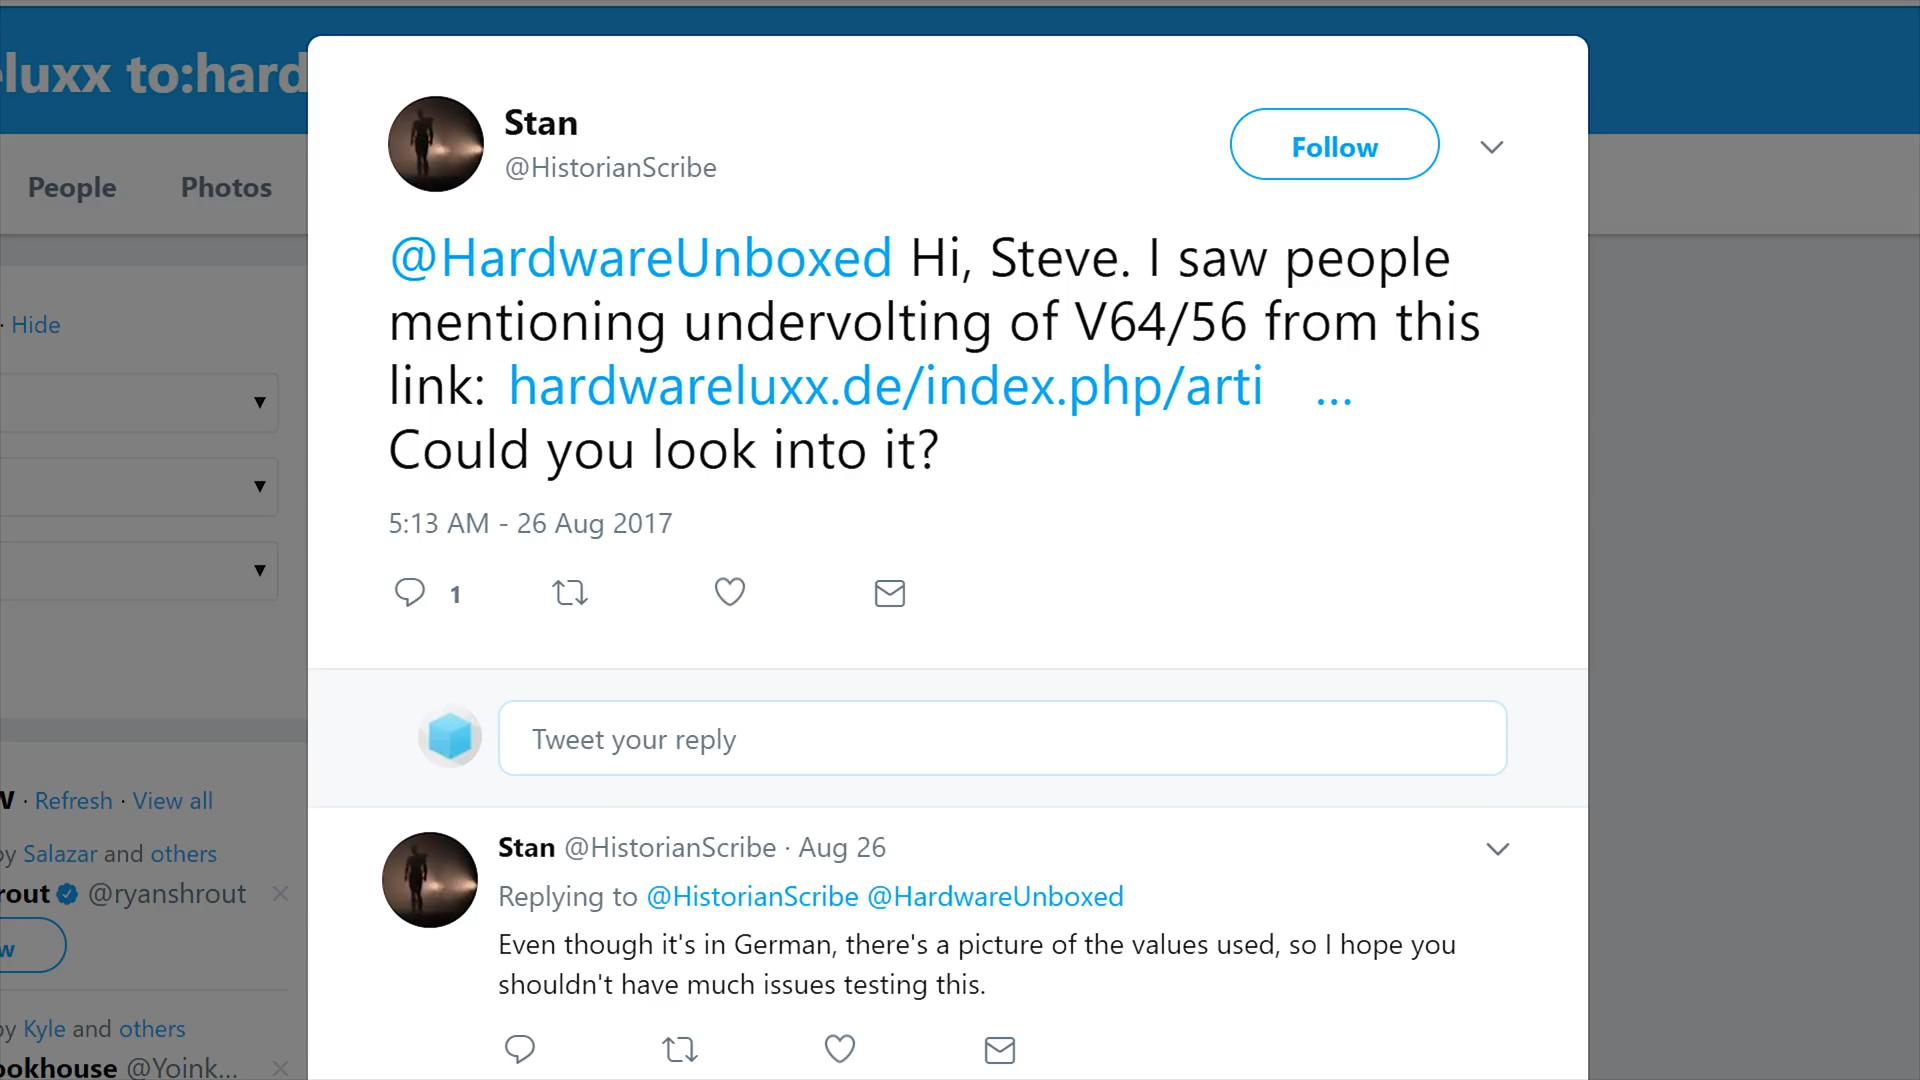 eluxx to:hard
People Photos
· Hide
Stan
@HistorianScribe
Follow
@HardwareUnboxed Hi, Steve. I saw people
mentioning undervolting of V64/56 from this
link: hardwareluxx.de/index.php/arti ...
Could you look into it?
5:13 AM - 26 Aug 2017
1
Tweet your reply
Stan @HistorianScribe · Aug 26
Replying to @HistorianScribe @HardwareUnboxed
Even though it's in German, there's a picture of the values used, so I hope you
shouldn't have much issues testing this.
w · Refresh · View all
by Salazar and others
rout @ryanshrout
w
by Kyle and others
ookhouse @Yoink...